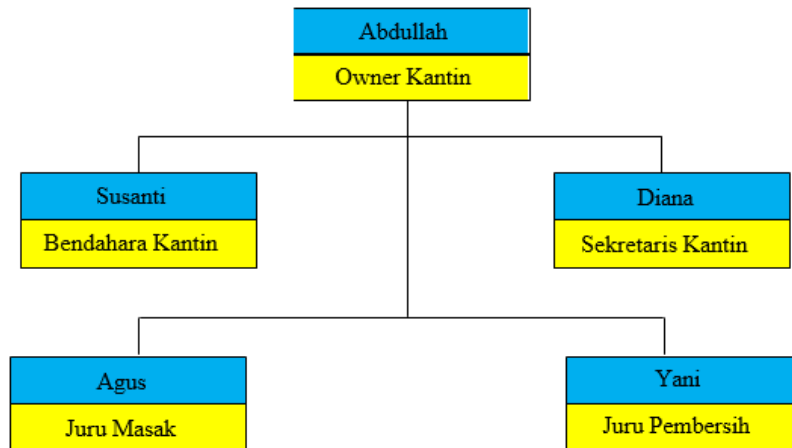 Abdullah
Owner Kantin
Susanti
Bendahara Kantin
Diana
Sekretaris Kantin
Agus
Juru Masak
Yani
Juru Pembersih